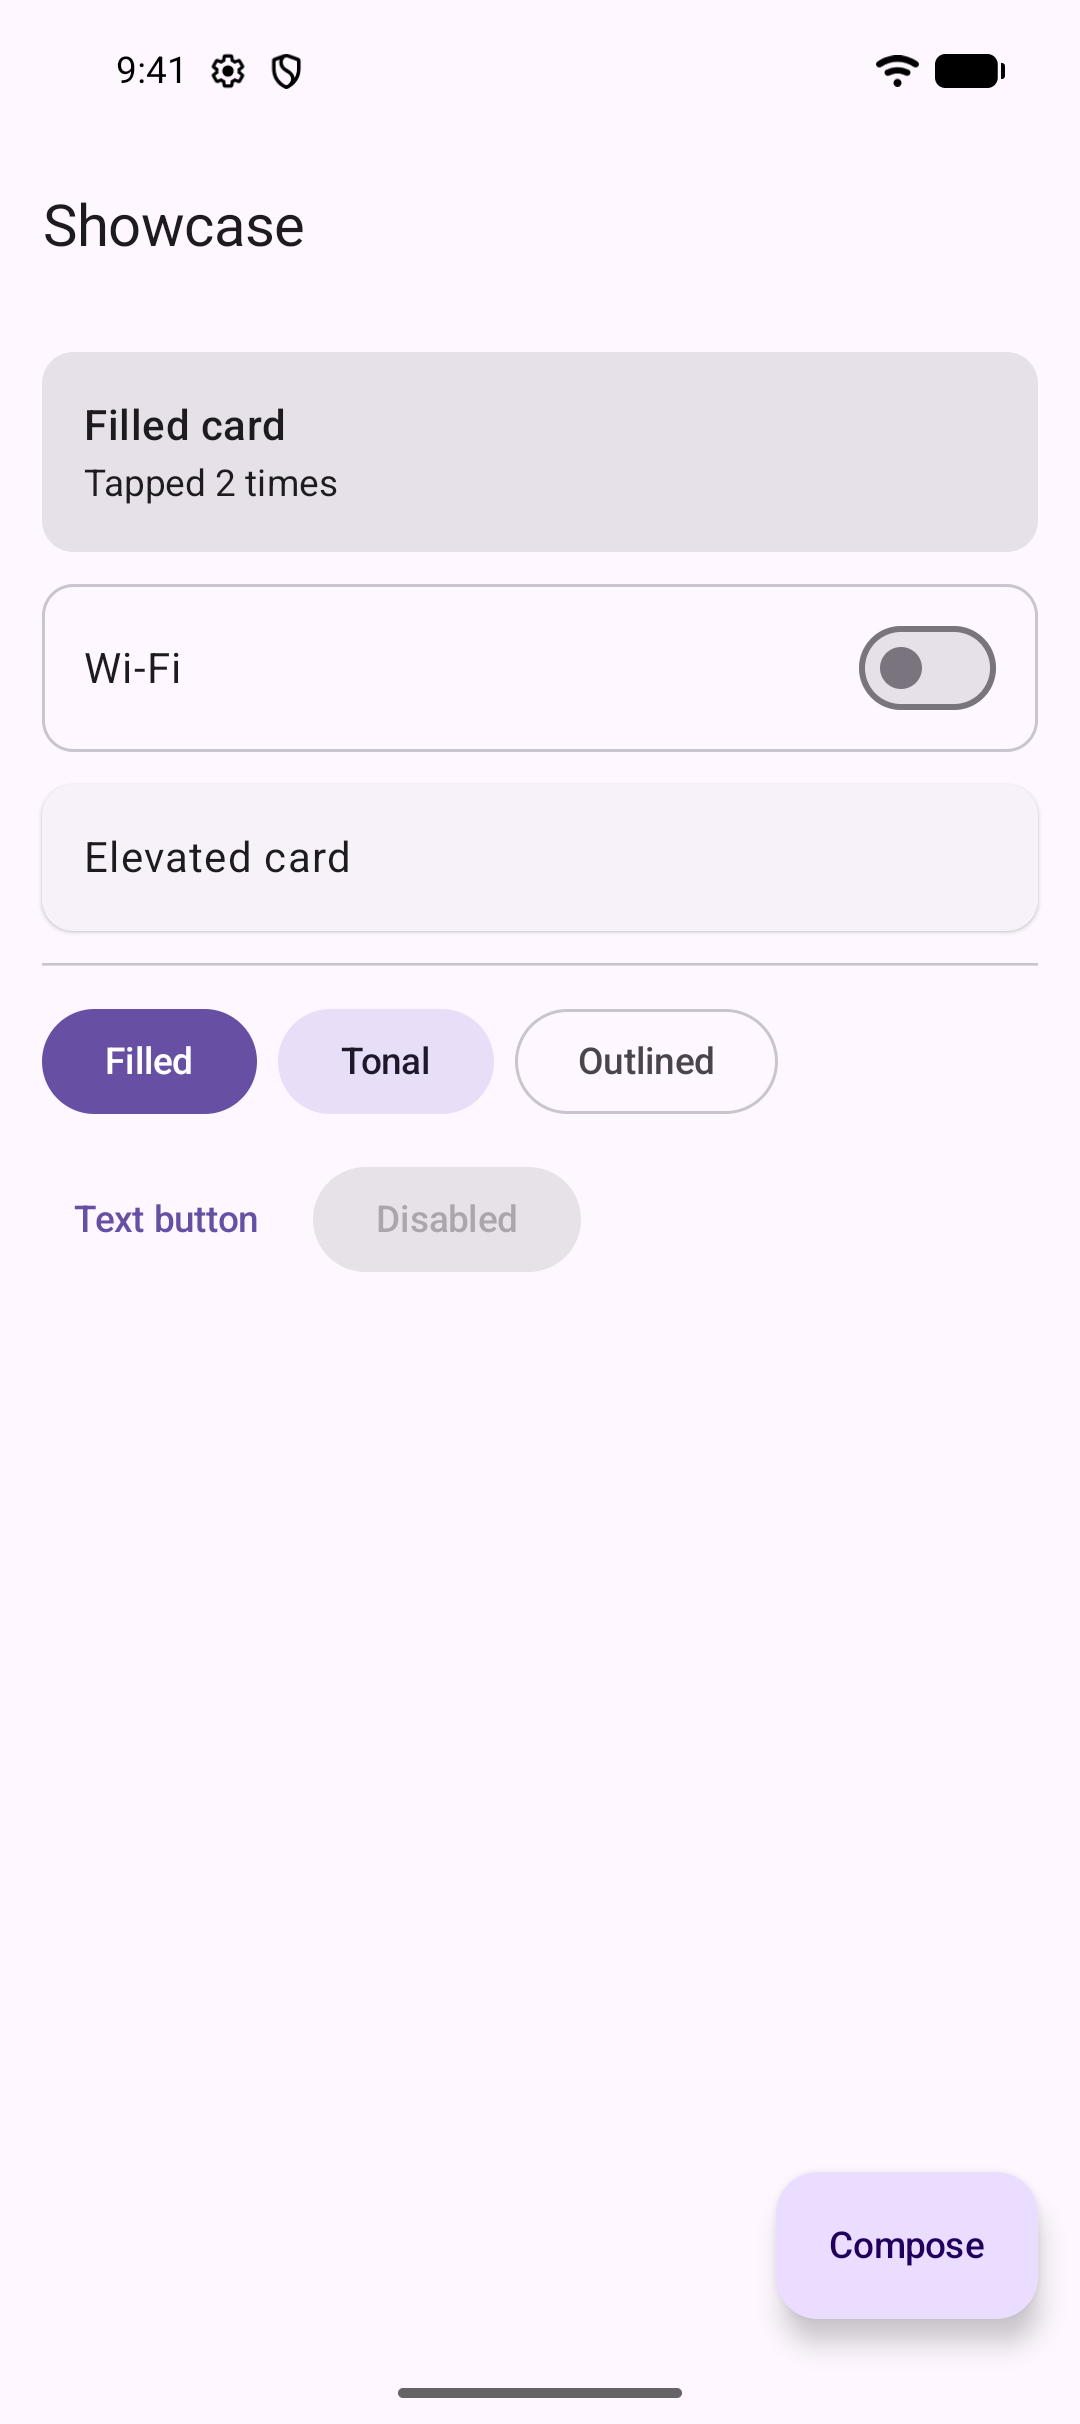 9:41
Showcase
Filled card
Tapped 2 times
Wi-Fi
Elevated card
Filled
Tonal
Outlined
Text button
Disabled
Compose